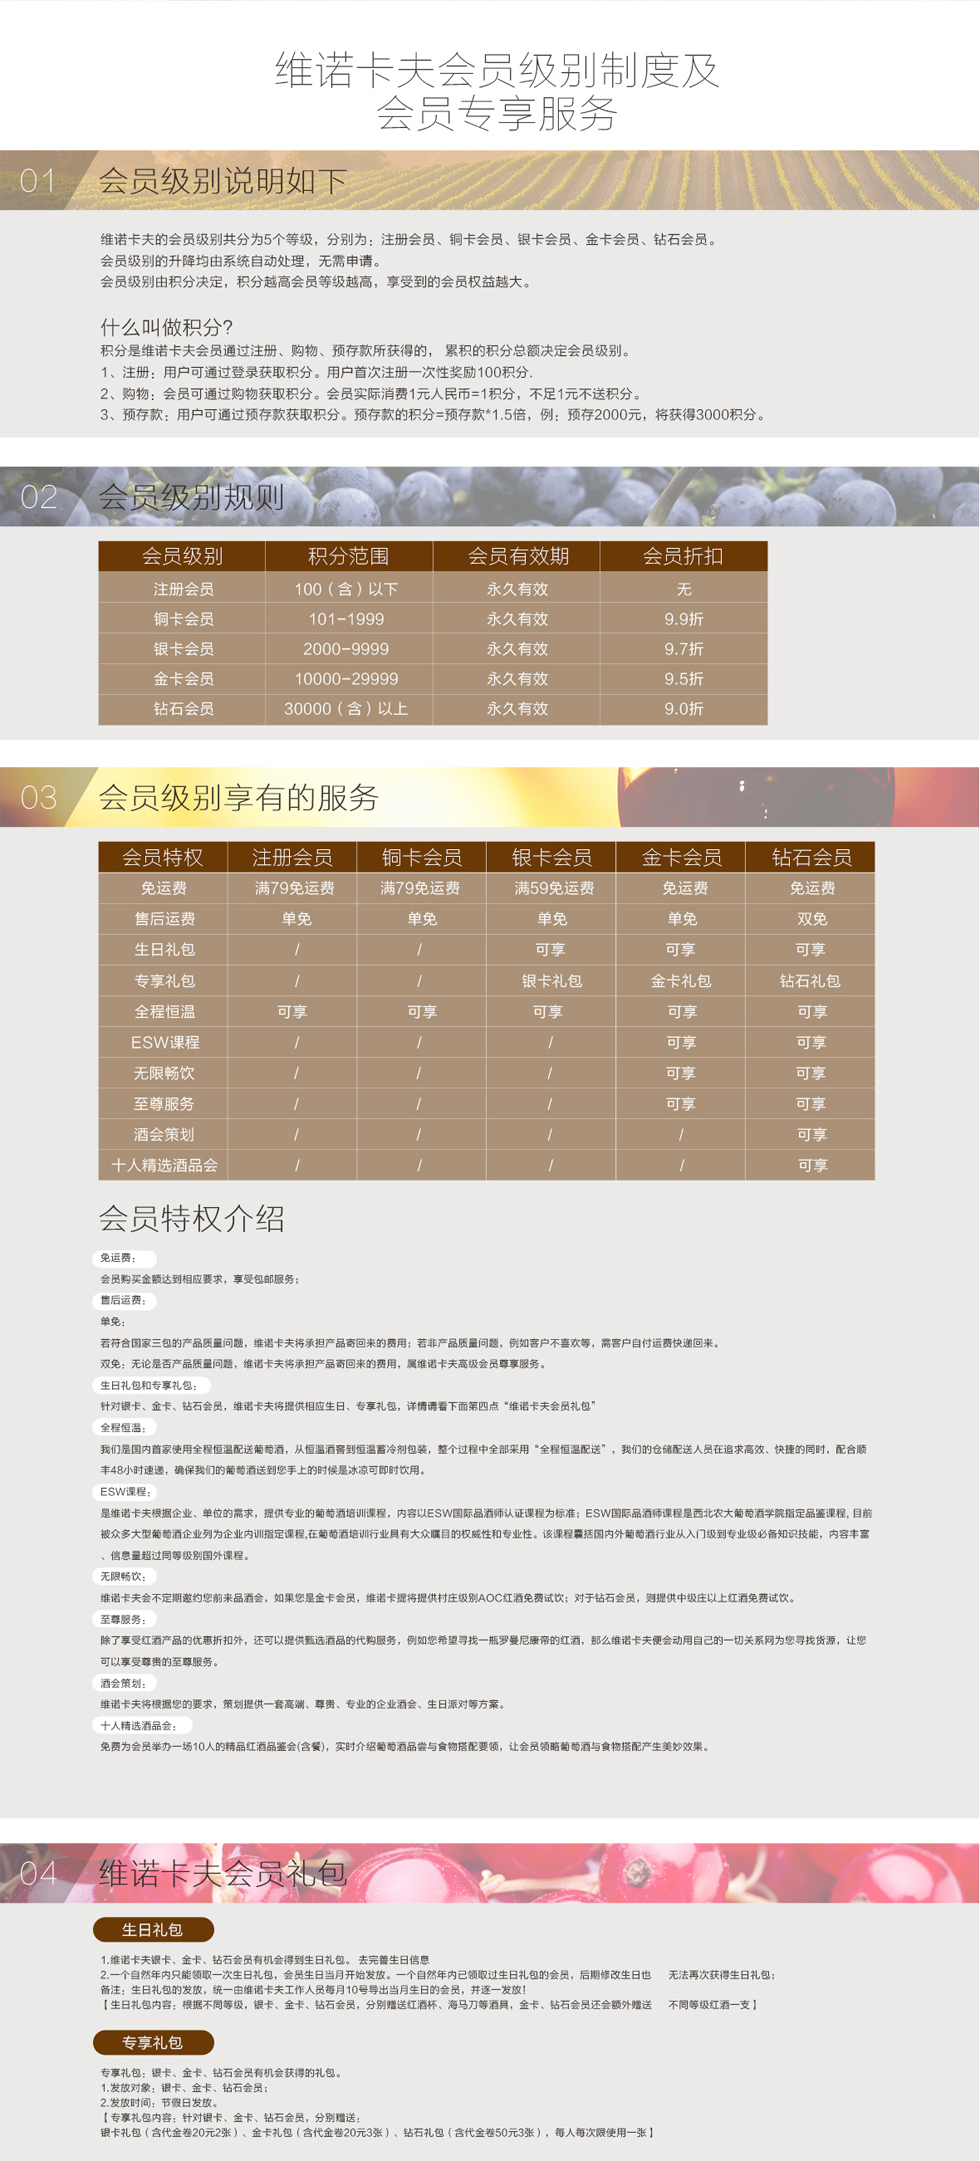 维诺卡夫会员级别制度及
会员专享服务
01 会员级别说明如下
维诺卡夫的会员级别共分为5个等级，分别为：注册会员、铜卡会员、银卡会员、金卡会员、钻石会员。
会员级别的升降均由系统自动处理，无需申请。
会员级别由积分决定，积分越高会员等级越高，享受到的会员权益越大。
什么叫做积分?
积分是维诺卡夫会员通过注册、购物、预存款所获得的， 累积的积分总额决定会员级别。
1、注册：用户可通过登录获取积分。用户首次注册一次性奖励100积分.
2、购物：会员可通过购物获取积分。会员实际消费1元人民币=1积分，不足1元不送积分。
3、预存款：用户可通过预存款获取积分。预存款的积分=预存款*1.5倍，例：预存2000元，将获得3000积分。
02 会员级别规则
会员级别 积分范围 会员有效期 会员折扣
注册会员 100（含）以下 永久有效 无
铜卡会员 101-1999 永久有效 9.9折
银卡会员 2000-9999 永久有效 9.7折
金卡会员 10000-29999 永久有效 9.5折
钻石会员 30000（含）以上 永久有效 9.0折
03 会员级别享有的服务
会员特权 注册会员 铜卡会员 银卡会员 金卡会员 钻石会员
免运费 满79免运费 满79免运费 满59免运费 免运费 免运费
售后运费 单免 单免 单免 单免 双免
生日礼包 / / 可享 可享 可享
专享礼包 / / 银卡礼包 金卡礼包 钻石礼包
全程恒温 可享 可享 可享 可享 可享
ESW课程 / / / 可享 可享
无限畅饮 / / / 可享 可享
至尊服务 / / / 可享 可享
酒会策划 / / / / 可享
十人精选酒品会 / / / / 可享
会员特权介绍
免运费：
会员购买金额达到相应要求，享受包邮服务；
售后运费：
单免：
若符合国家三包的产品质量问题，维诺卡夫将承担产品寄回来的费用；若非产品质量问题，例如客户不喜欢等，需客户自付运费快递回来。
双免：无论是否产品质量问题，维诺卡夫将承担产品寄回来的费用，属维诺卡夫高级会员尊享服务。
生日礼包和专享礼包：
针对银卡、金卡、钻石会员，维诺卡夫将提供相应生日、专享礼包，详情请看下面第四点“维诺卡夫会员礼包”
全程恒温：
我们是国内首家使用全程恒温配送葡萄酒，从恒温酒窖到恒温蓄冷剂包装，整个过程中全部采用“全程恒温配送”，我们的仓储配送人员在追求高效、快捷的同时，配合顺
丰48小时速递，确保我们的葡萄酒送到您手上的时候是冰凉可即时饮用。
ESW课程：
是维诺卡夫根据企业、单位的需求，提供专业的葡萄酒培训课程，内容以ESW国际品酒师认证课程为标准；ESW国际品酒师课程是西北农大葡萄酒学院指定品鉴课程, 目前
被众多大型葡萄酒企业列为企业内训指定课程,在葡萄酒培训行业具有大众瞩目的权威性和专业性。该课程囊括国内外葡萄酒行业从入门级到专业级必备知识技能，内容丰富
、信息量超过同等级别国外课程。
无限畅饮：
维诺卡夫会不定期邀约您前来品酒会，如果您是金卡会员，维诺卡提将提供村庄级别AOC红酒免费试饮；对于钻石会员，则提供中级庄以上红酒免费试饮。
至尊服务：
除了享受红酒产品的优惠折扣外，还可以提供甄选酒品的代购服务，例如您希望寻找一瓶罗曼尼康帝的红酒，那么维诺卡夫便会动用自己的一切关系网为您寻找货源，让您
可以享受尊贵的至尊服务。
酒会策划：
维诺卡夫将根据您的要求，策划提供一套高端、尊贵、专业的企业酒会、生日派对等方案。
十人精选酒品会：
免费为会员举办一场10人的精品红酒品鉴会(含餐)，实时介绍葡萄酒品尝与食物搭配要领，让会员领略葡萄酒与食物搭配产生美妙效果。
04 维诺卡夫会员礼包
生日礼包
1.维诺卡夫银卡、金卡、钻石会员有机会得到生日礼包。 去完善生日信息
2.一个自然年内只能领取一次生日礼包，会员生日当月开始发放。一个自然年内已领取过生日礼包的会员，后期修改生日也 无法再次获得生日礼包；
备注：生日礼包的发放，统一由维诺卡夫工作人员每月10号导出当月生日的会员，并逐一发放！
【生日礼包内容：根据不同等级，银卡、金卡、钻石会员，分别赠送红酒杯、海马刀等酒具，金卡、钻石会员还会额外赠送 不同等级红酒一支】
专享礼包
专享礼包：银卡、金卡、钻石会员有机会获得的礼包。
1.发放对象：银卡、金卡、钻石会员；
2.发放时间：节假日发放。
【专享礼包内容：针对银卡、金卡、钻石会员，分别赠送：
银卡礼包（含代金卷20元2张）、金卡礼包（含代金卷20元3张）、钻石礼包（含代金卷50元3张），每人每次限使用一张】